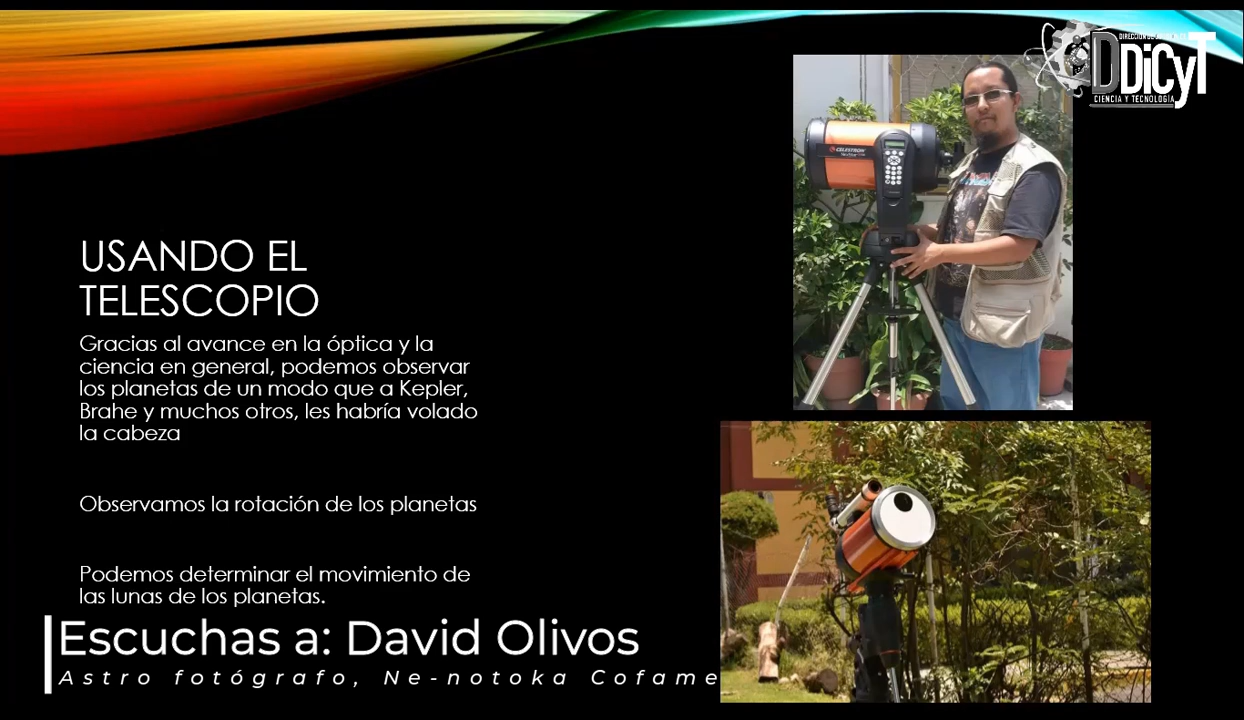 DDiCyT
CIENCIA Y TECNOLOGÍA
CELESTRON
USANDO EL
TELESCOPIO
Gracias al avance en la óptica y la
ciencia en general, podemos observar
los planetas de un modo que a Kepler,
Brahe y muchos otros, les habría volado
la cabeza
Observamos la rotación de los planetas
Podemos determinar el movimiento de
las lunas de los planetas.
Escuchas a: David Olivos
Astro fotógrafo, Ne-notoka Cofame